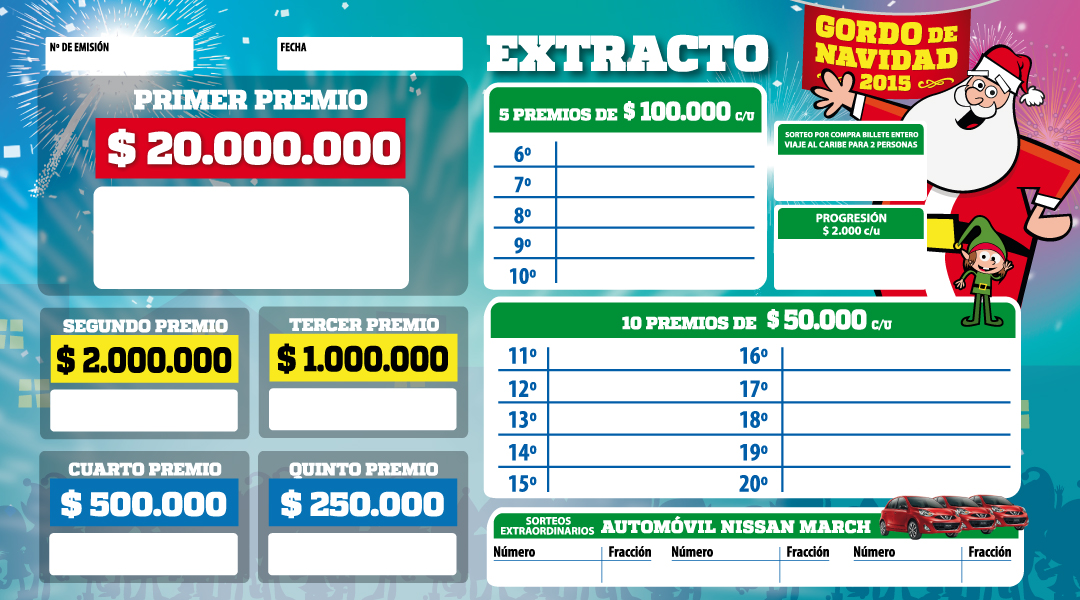 Nº DE EMISIÓN
FECHA
PRIMER PREMIO
$ 20.000.000
SEGUNDO PREMIO
$ 2.000.000
TERCER PREMIO
$ 1.000.000
CUARTO PREMIO
$ 500.000
QUINTO PREMIO
$ 250.000
EXTRACTO
5 PREMIOS DE $ 100.000 C/U
6º
7º
8º
9º
10º
GORDO DE
NAVIDAD
2015
SORTEO POR COMPRA BILLETE ENTERO
VIAJE AL CARIBE PARA 2 PERSONAS
PROGRESIÓN
$ 2.000 c/u
10 PREMIOS DE $ 50.000 C/U
11º
12º
13º
14º
15º
16º
17º
18º
19º
20º
SORTEOS
EXTRAORDINARIOS
AUTOMÓVIL NISSAN MARCH
Número Fracción Número Fracción Número Fracción